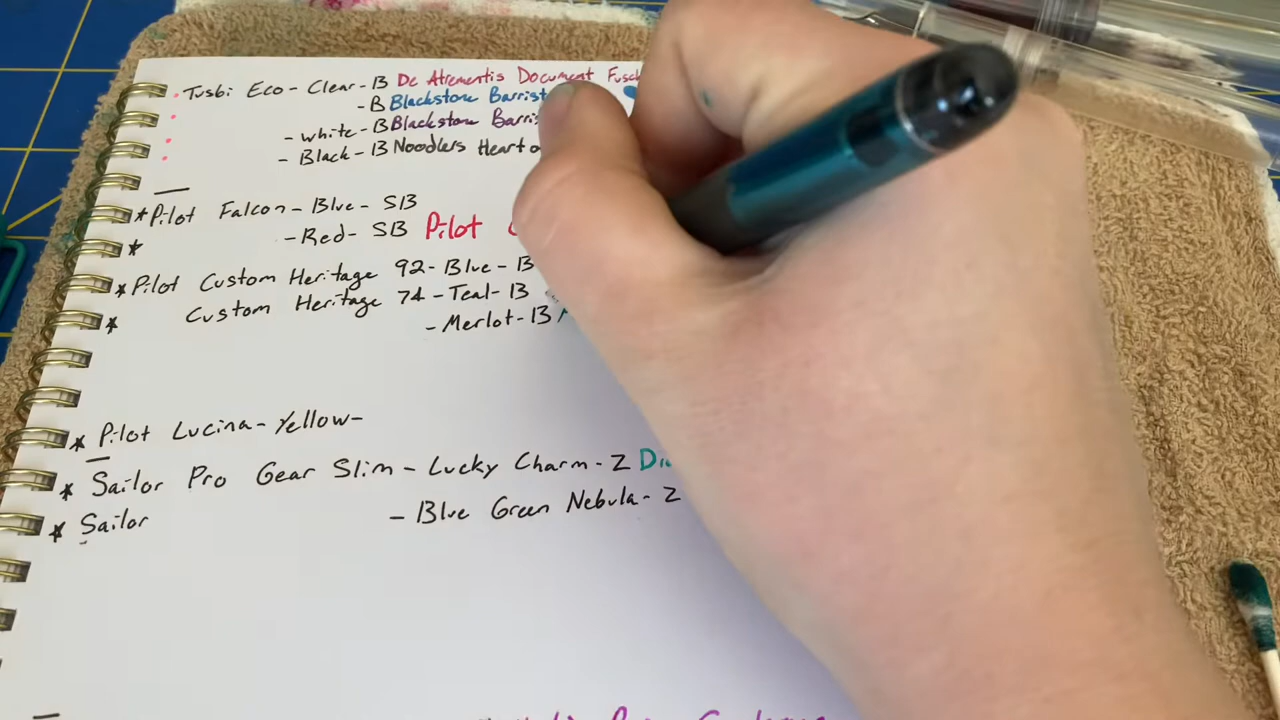 Tusbi Eco - Clear - B De Atrementis Document Fusch
- B Blackstone Barrist
- white - B Blackstone Barris
- Black - B Noodlers Heart o
*Pilot Falcon - Blue - SB
* - Red - SB Pilot
*Pilot Custom Heritage 92 - Blue - B
* Custom Heritage 74 - Teal - B
- Merlot - B
* Pilot Lucina - Yellow -
* Sailor Pro Gear Slim - Lucky Charm - Z
* Sailor - Blue Green Nebula - Z